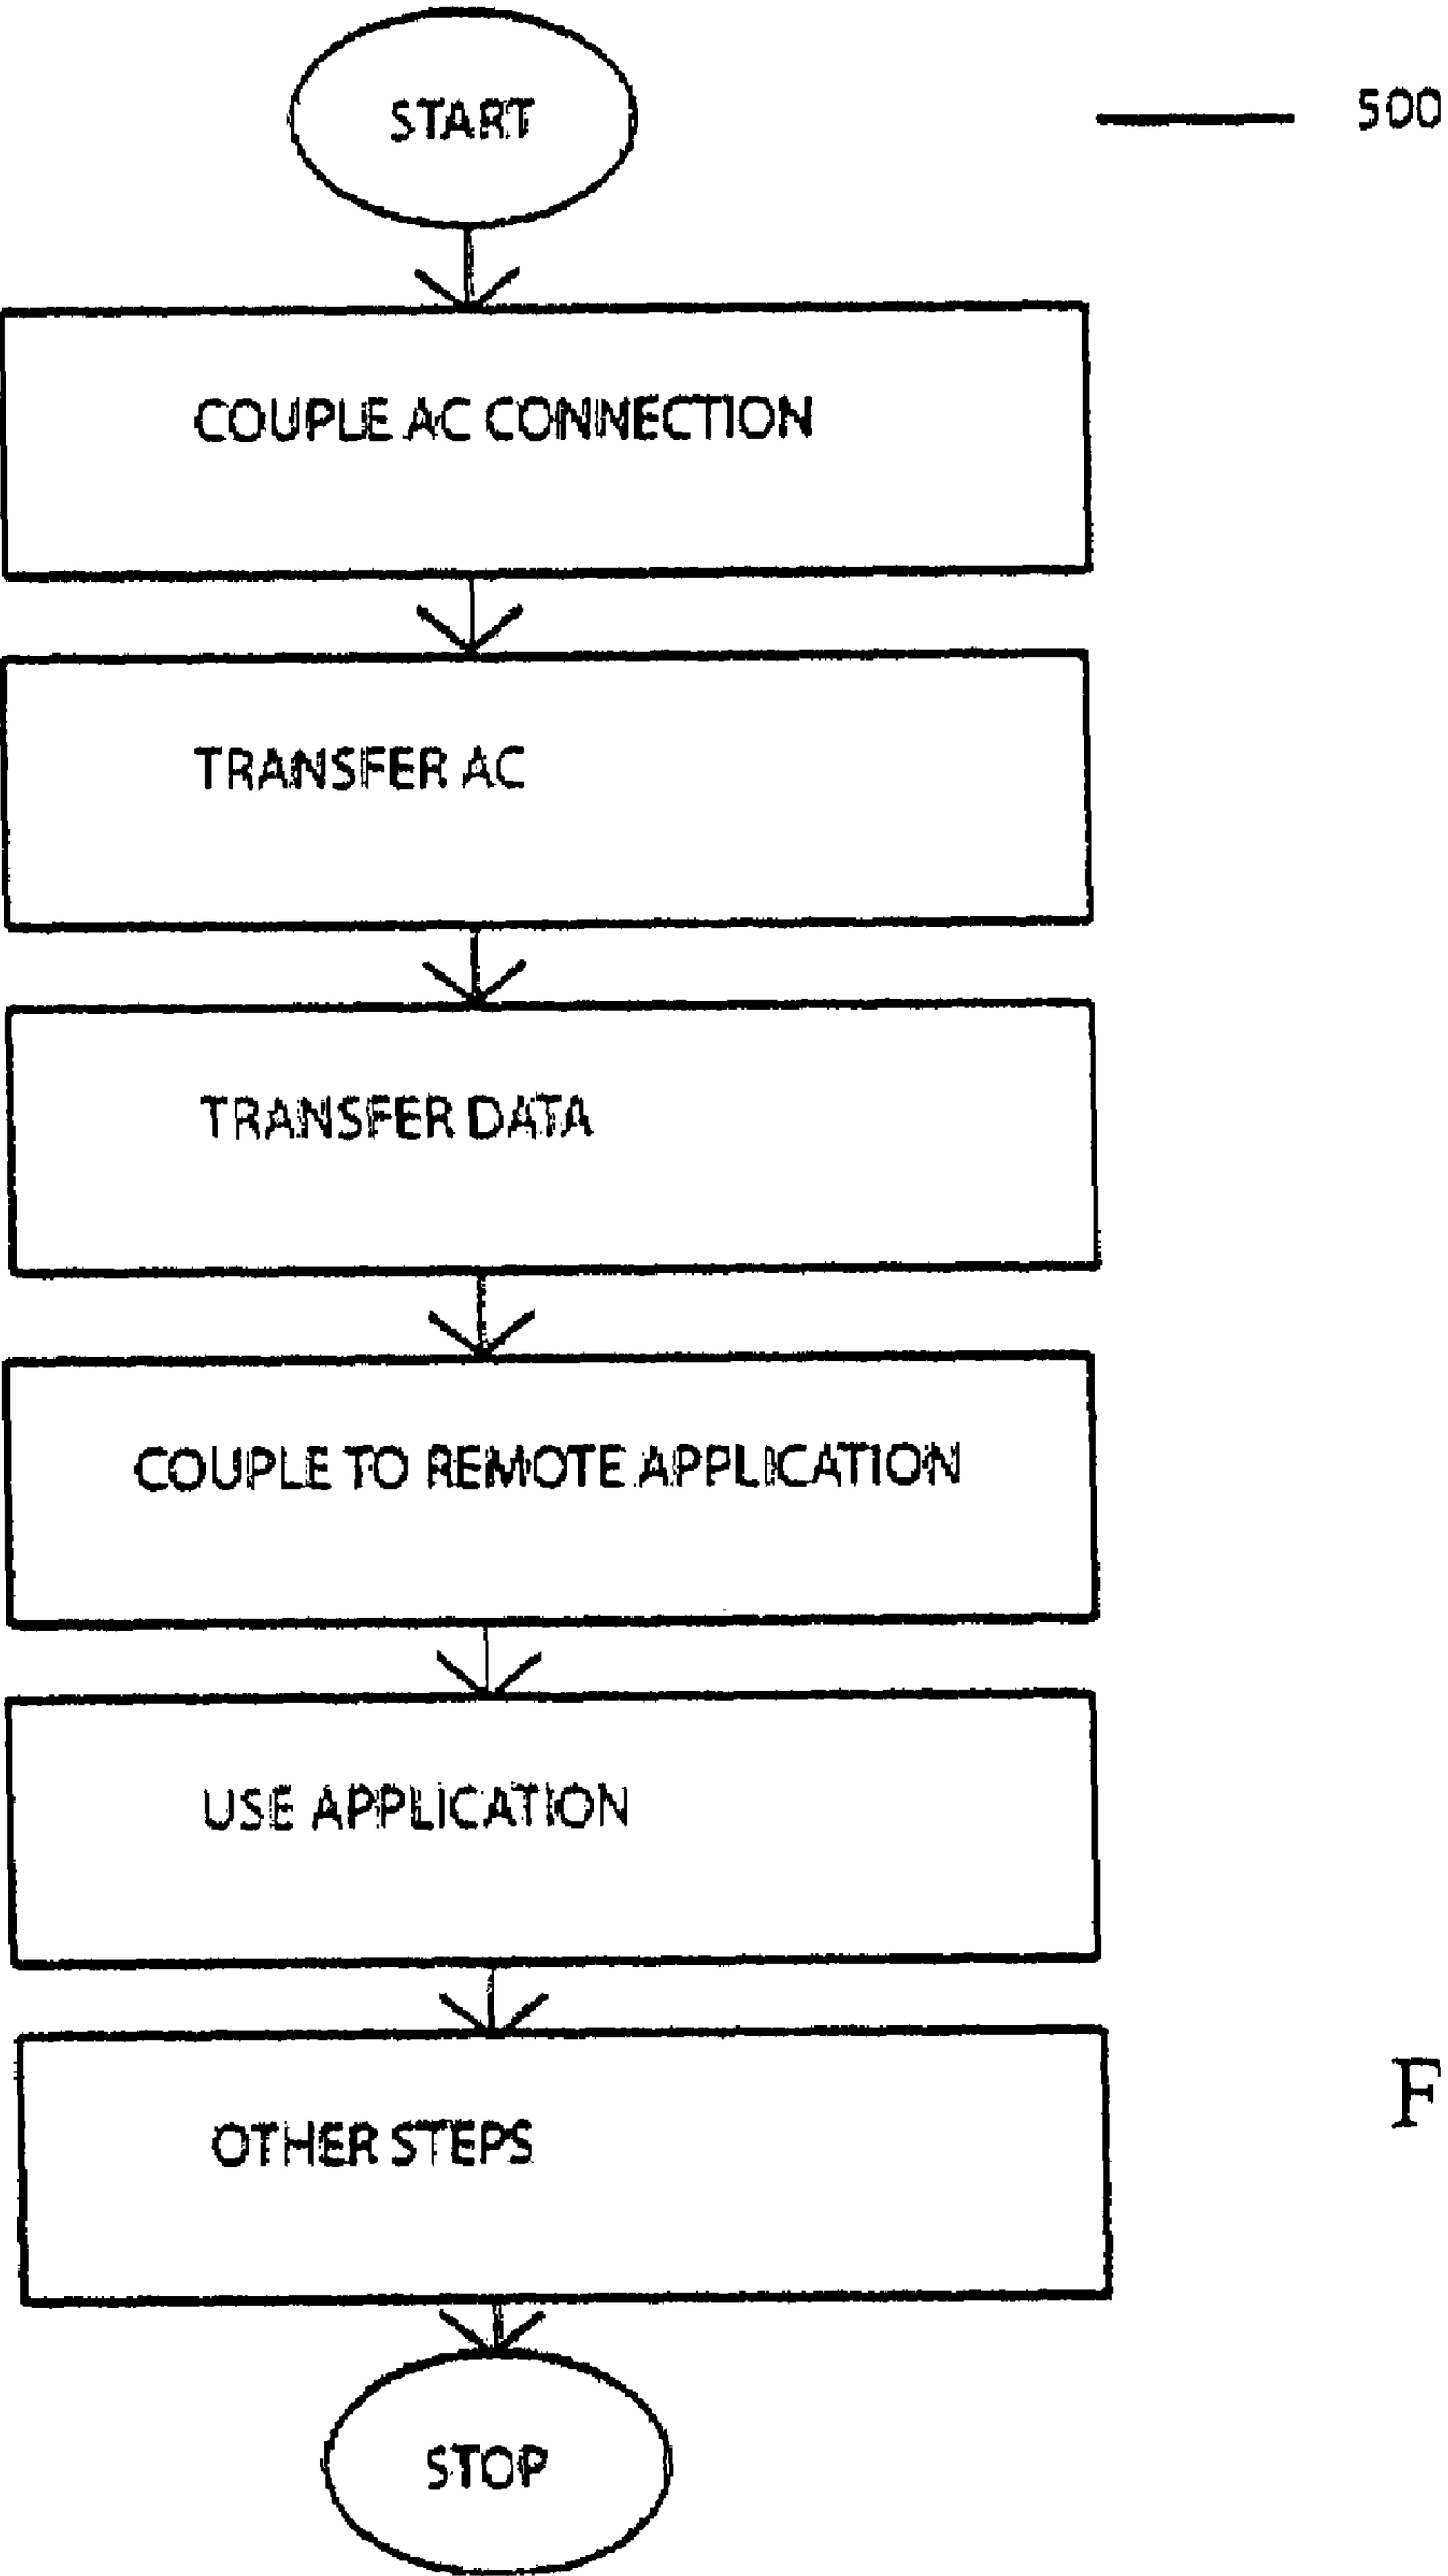 START
500
COUPLE AC CONNECTION
TRANSFER AC
TRANSFER DATA
COUPLE TO REMOTE APPLICATION
USE APPLICATION
F
OTHER STEPS
STOP